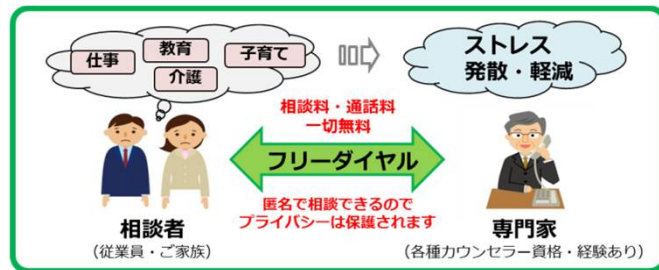 仕事
教育
子育て
介護
ストレス
発散・軽減
相談料・通話料
一切無料
フリーダイヤル
匿名で相談できるので
プライバシーは保護されます
相談者
(従業員・ご家族)
専門家
(各種カウンセラー資格・経験あり)